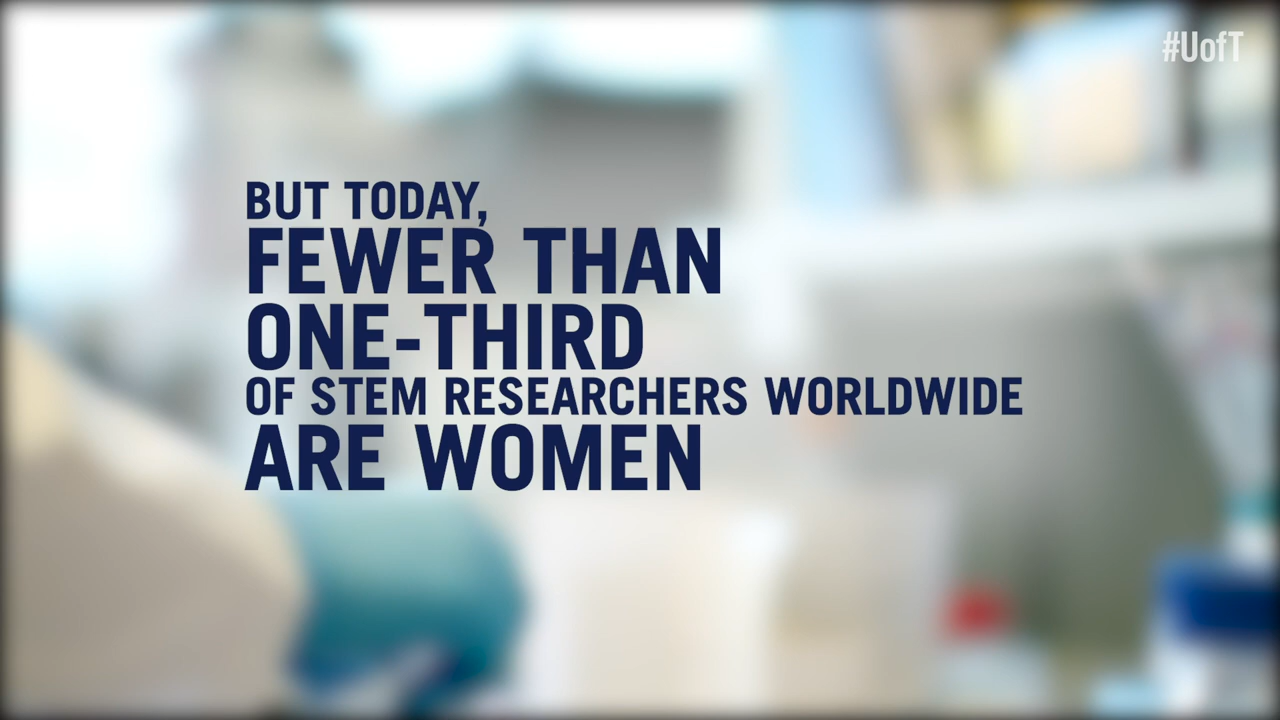 #UofT
BUT TODAY,
FEWER THAN
ONE-THIRD
OF STEM RESEARCHERS WORLDWIDE
ARE WOMEN